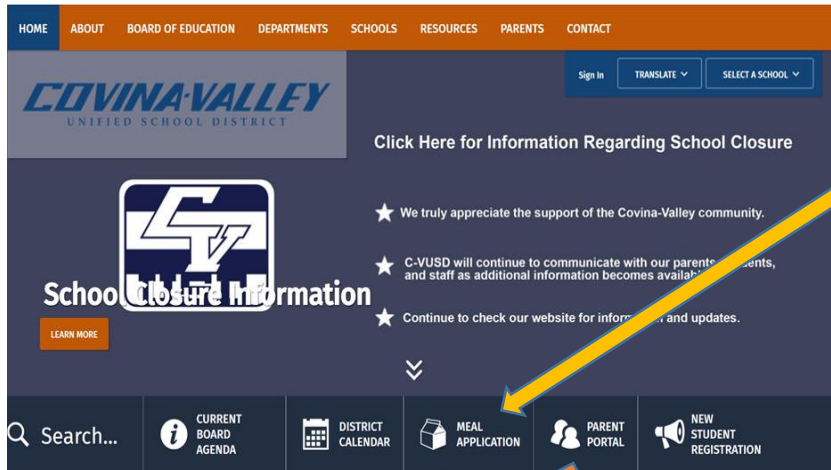 HOME ABOUT BOARD OF EDUCATION DEPARTMENTS SCHOOLS RESOURCES PARENTS CONTACT
Sign In TRANSLATE SELECT A SCHOOL
COVINA-VALLEY
UNIFIED SCHOOL DISTRICT
Click Here for Information Regarding School Closure
We truly appreciate the support of the Covina-Valley community.
C-VUSD will continue to communicate with our parents,
and staff as additional information becomes
Continue to check our website for and updates.
CV
School Closure Information
LEARN MORE
Search...
CURRENT
BOARD
AGENDA
DISTRICT
CALENDAR
MEAL
APPLICATION
PARENT
PORTAL
NEW
STUDENT
REGISTRATION